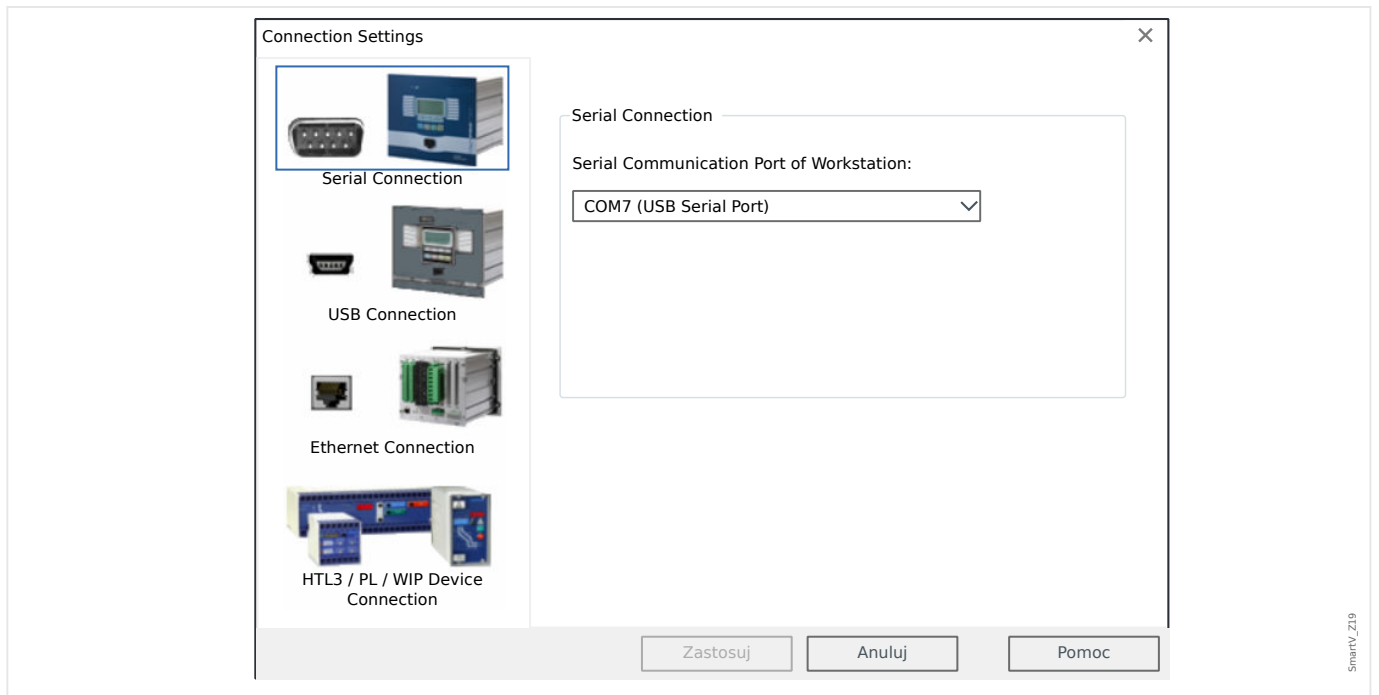 Connection Settings
Serial Connection
USB Connection
Ethernet Connection
HTL3 / PL / WIP Device
Connection
Serial Connection
Serial Communication Port of Workstation:
COM7 (USB Serial Port)
Zastosuj
Anuluj
Pomoc
SmartV_Z19